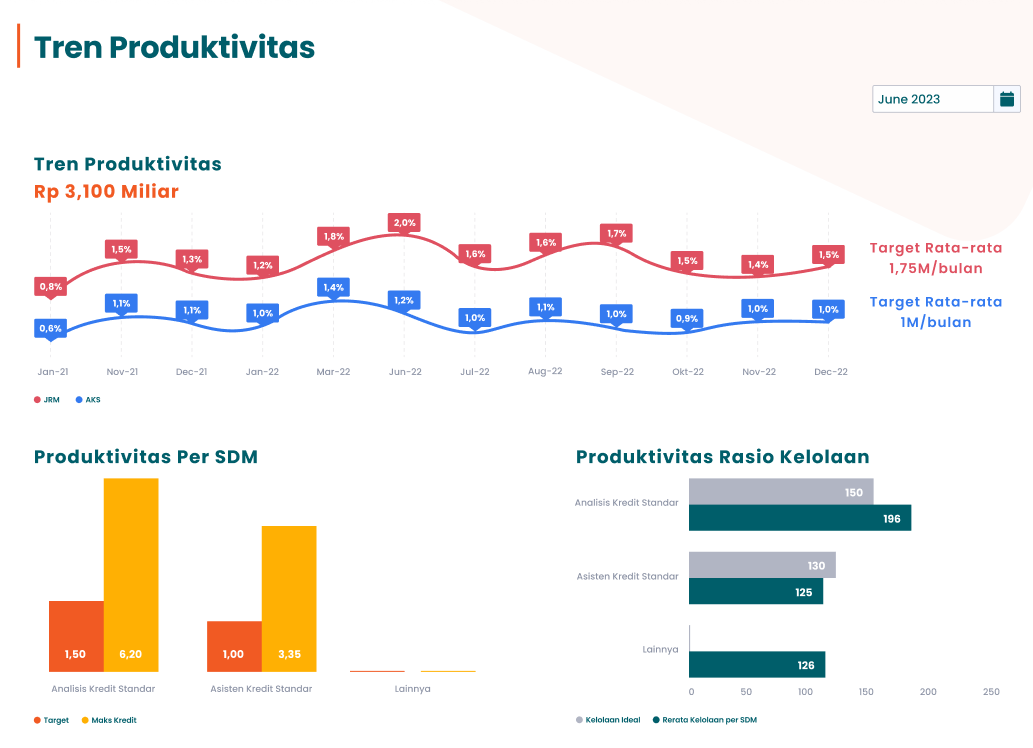 Tren Produktivitas
June 2023
Tren Produktivitas
Rp 3,100 Miliar
0,8%
1,5%
1,3%
1,2%
1,8%
2,0%
1,6%
1,6%
1,7%
1,5%
1,4%
1,5%
Target Rata-rata
1,75M/bulan
0,6%
1,1%
1,1%
1,0%
1,4%
1,2%
1,0%
1,1%
1,0%
0,9%
1,0%
1,0%
Target Rata-rata
1M/bulan
Jan-21
Nov-21
Dec-21
Jan-22
Mar-22
Jun-22
Jul-22
Aug-22
Sep-22
Okt-22
Nov-22
Dec-22
JRM
AKS
Produktivitas Per SDM
1,50
6,20
1,00
3,35
Analisis Kredit Standar
Asisten Kredit Standar
Lainnya
Target
Maks Kredit
Produktivitas Rasio Kelolaan
Analisis Kredit Standar
150
196
Asisten Kredit Standar
130
125
Lainnya
126
0
50
100
150
200
250
Kelolaan Ideal
Rerata Kelolaan per SDM